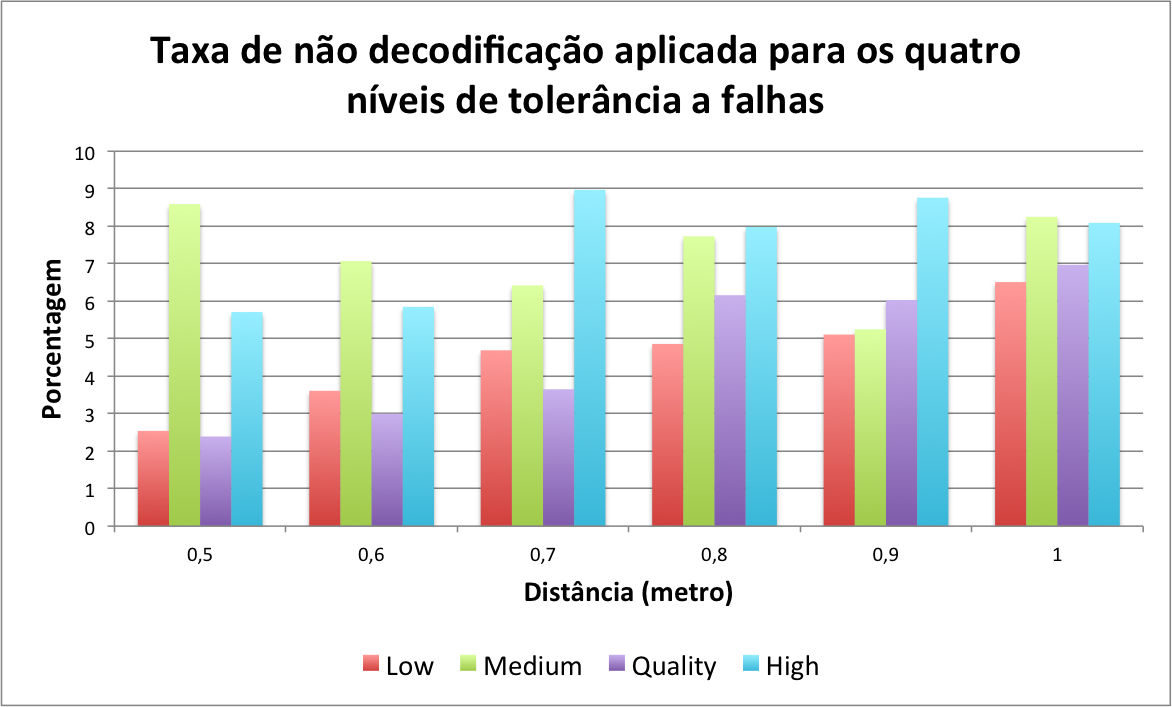 Taxa de não decodificação aplicada para os quatro
níveis de tolerância a falhas
Porcentagem
10
9
8
7
6
5
4
3
2
1
0
0,5 0,6 0,7 0,8 0,9 1
Distância (metro)
Low Medium Quality High